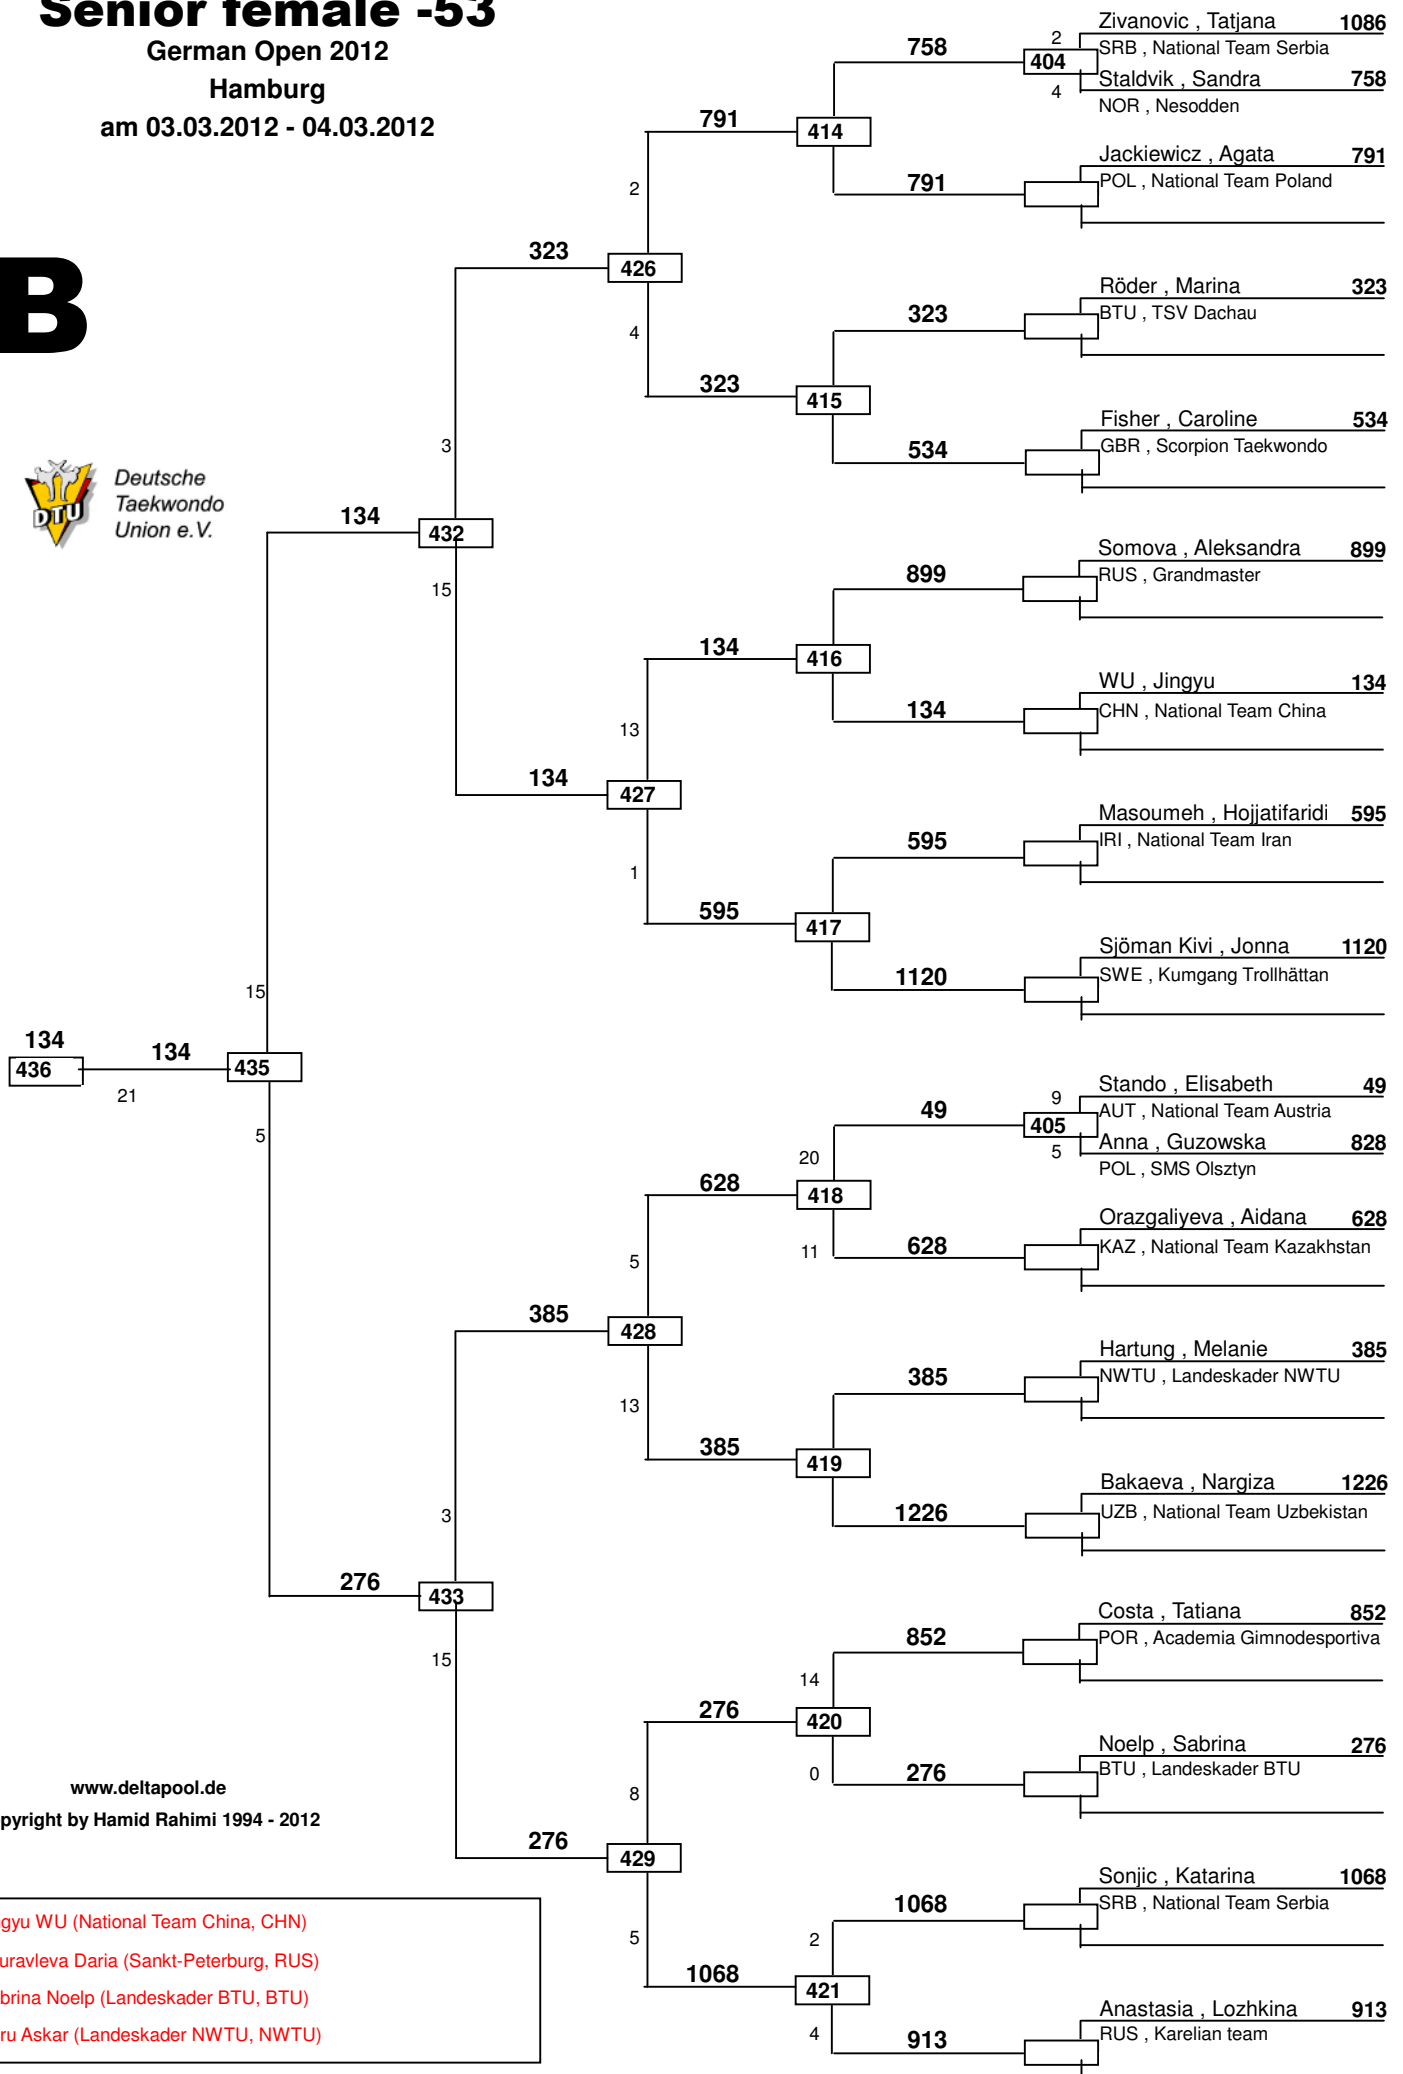 Senior female -53
German Open 2012
Hamburg
am 03.03.2012 - 04.03.2012
B
DTU
Deutsche
Taekwondo
Union e.V.
Zivanovic , Tatjana 1086
2 SRB , National Team Serbia
758 404
Staldvik , Sandra 758
4 NOR , Nesodden
791 414
Jackiewicz , Agata 791
791 POL , National Team Poland
2
323 426
Röder , Marina 323
323 BTU , TSV Dachau
4
323 415
Fisher , Caroline 534
534 GBR , Scorpion Taekwondo
3
134 432
Somova , Aleksandra 899
899 RUS , Grandmaster
15
134 416
WU , Jingyu 134
134 CHN , National Team China
13
134 427
Masoumeh , Hojjatifaridi 595
595 IRI , National Team Iran
1
595 417
Sjöman Kivi , Jonna 1120
1120 SWE , Kumgang Trollhättan
15
134 134
436 435
21
5
Stando , Elisabeth 49
9 AUT , National Team Austria
49 405
Anna , Guzowska 828
5 POL , SMS Olsztyn
20
628 418
Orazgaliyeva , Aidana 628
11 628 KAZ , National Team Kazakhstan
5
385 428
Hartung , Melanie 385
385 NWTU , Landeskader NWTU
13
385 419
Bakaeva , Nargiza 1226
1226 UZB , National Team Uzbekistan
3
276 433
Costa , Tatiana 852
852 POR , Academia Gimnodesportiva
15
14
276 420
Noelp , Sabrina 276
0 276 BTU , Landeskader BTU
8
www.deltapool.de
pyright by Hamid Rahimi 1994 - 2012
276 429
Sonjic , Katarina 1068
1068 SRB , National Team Serbia
5 2
1068 421
Anastasia , Lozhkina 913
4 913 RUS , Karelian team
gyu WU (National Team China, CHN)
uravleva Daria (Sankt-Peterburg, RUS)
brina Noelp (Landeskader BTU, BTU)
ru Askar (Landeskader NWTU, NWTU)